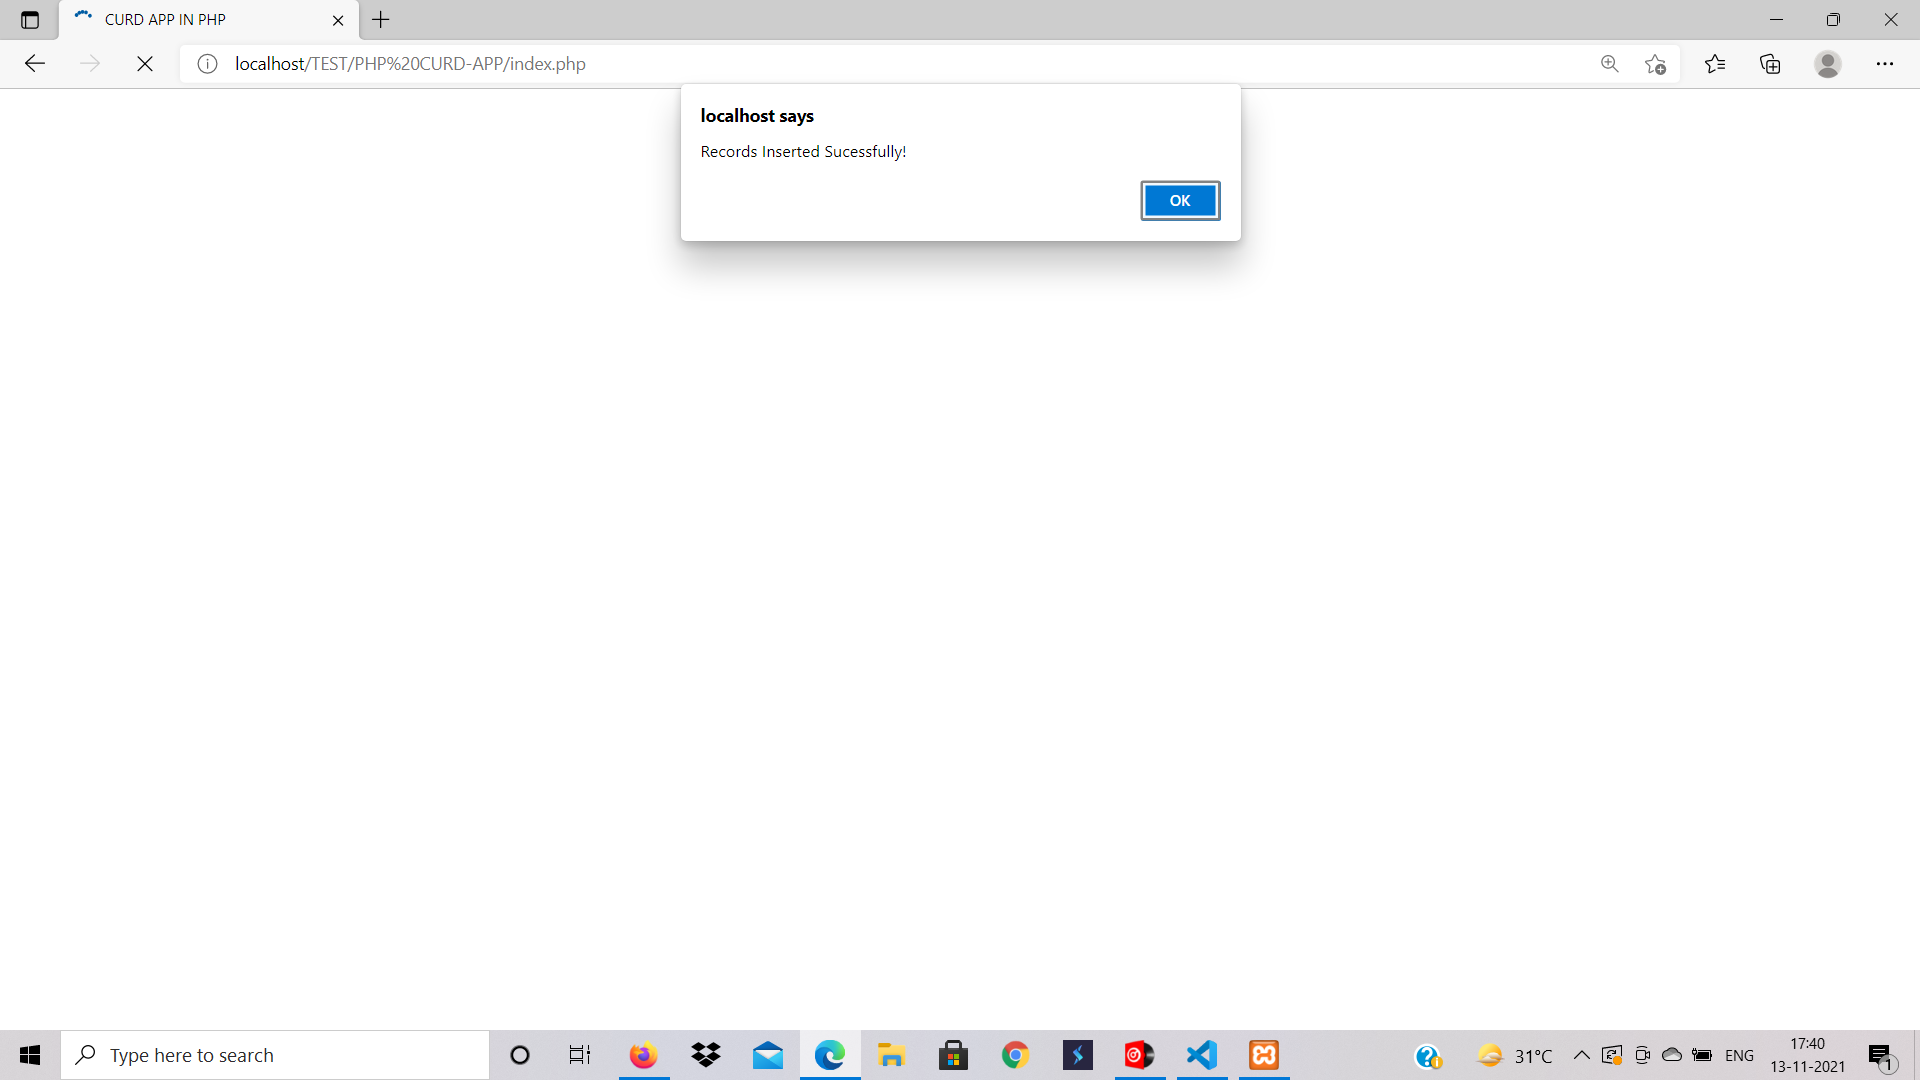 CURD APP IN PHP
localhost/TEST/PHP%20CURD-APP/index.php
localhost says
Records Inserted Sucessfully!
OK
Type here to search
31°C
ENG
17:40
13-11-2021
1